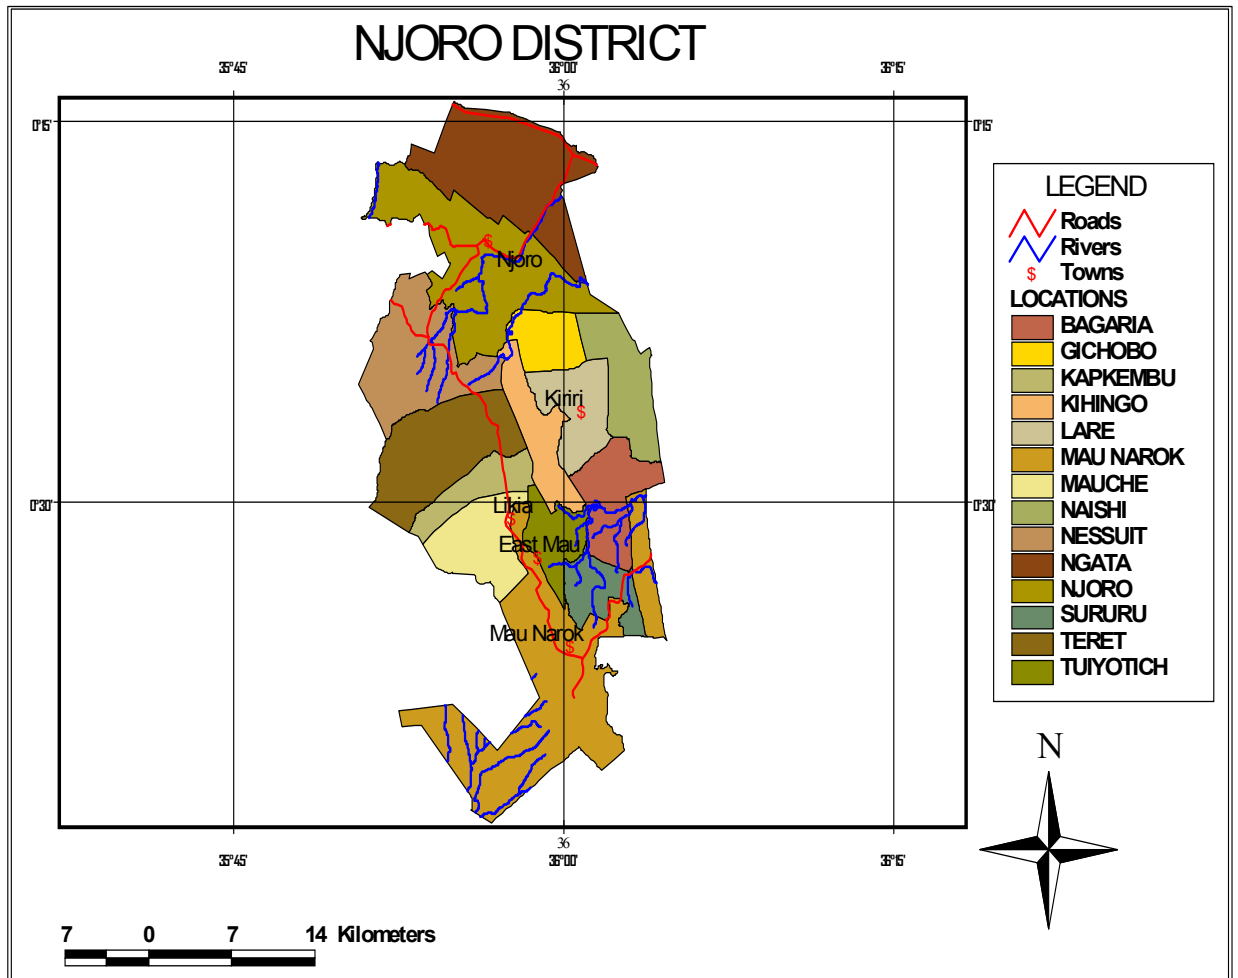 NJORO DISTRICT
35°45'
36°00'
36°15'
36
0°15'
0°15'
Njoro
Kiriri
0°30'
0°30'
Likia
East Mau
Mau Narok
36
35°45'
36°00'
36°15'
LEGEND
Roads
Rivers
$ Towns
LOCATIONS
BAGARIA
GICHOBO
KAPKEMBU
KIHINGO
LARE
MAU NAROK
MAUCHE
NAISHI
NESSUIT
NGATA
NJORO
SURURU
TERET
TUIYOTICH
N
7 0 7 14 Kilometers